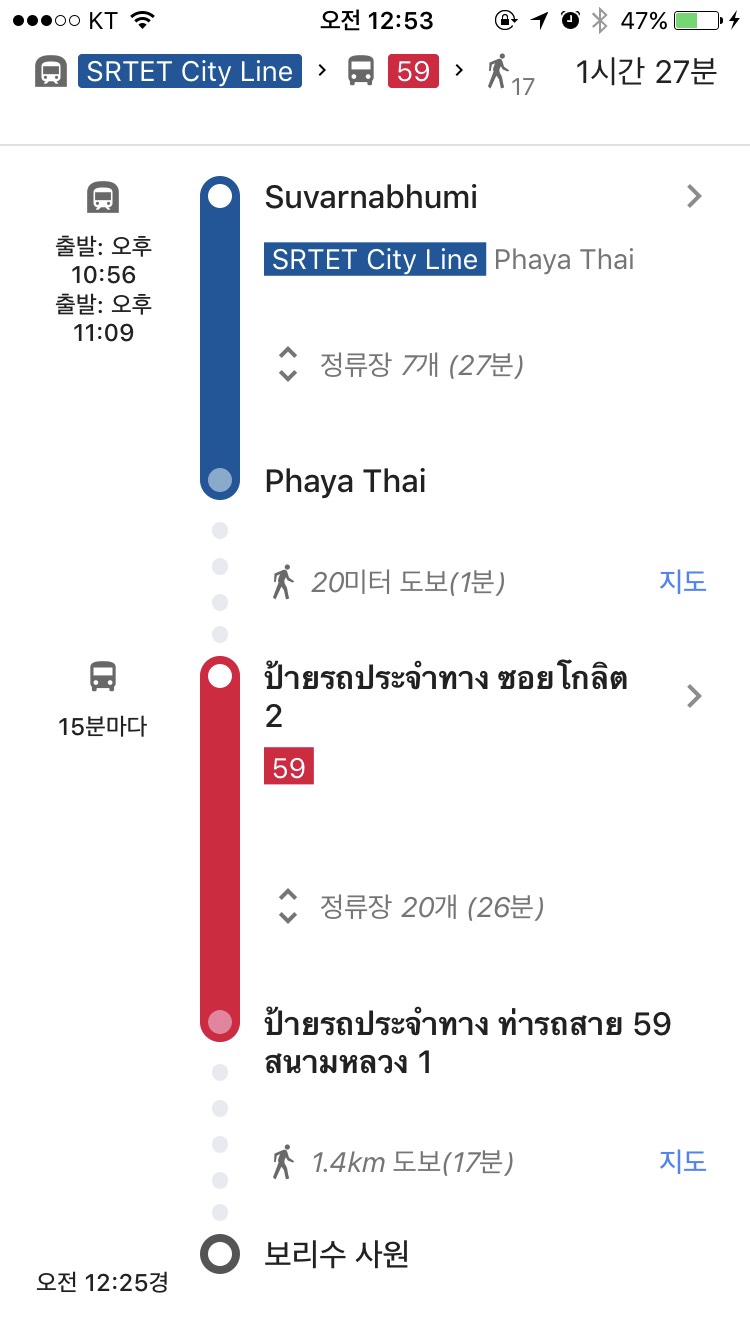 KT 오전 12:53 47%
SRTET City Line 59 17 1시간 27분
Suvarnabhumi
출발: 오후
10:56
출발: 오후
11:09
SRTET City Line Phaya Thai
정류장 7개 (27분)
Phaya Thai
20미터 도보(1분) 지도
15분마다
ป้ายรถประจำทาง ซอยโกลิต
2
59
정류장 20개 (26분)
ป้ายรถประจำทาง ท่ารถสาย 59
สนามหลวง 1
1.4km 도보(17분) 지도
보리수 사원
오전 12:25경